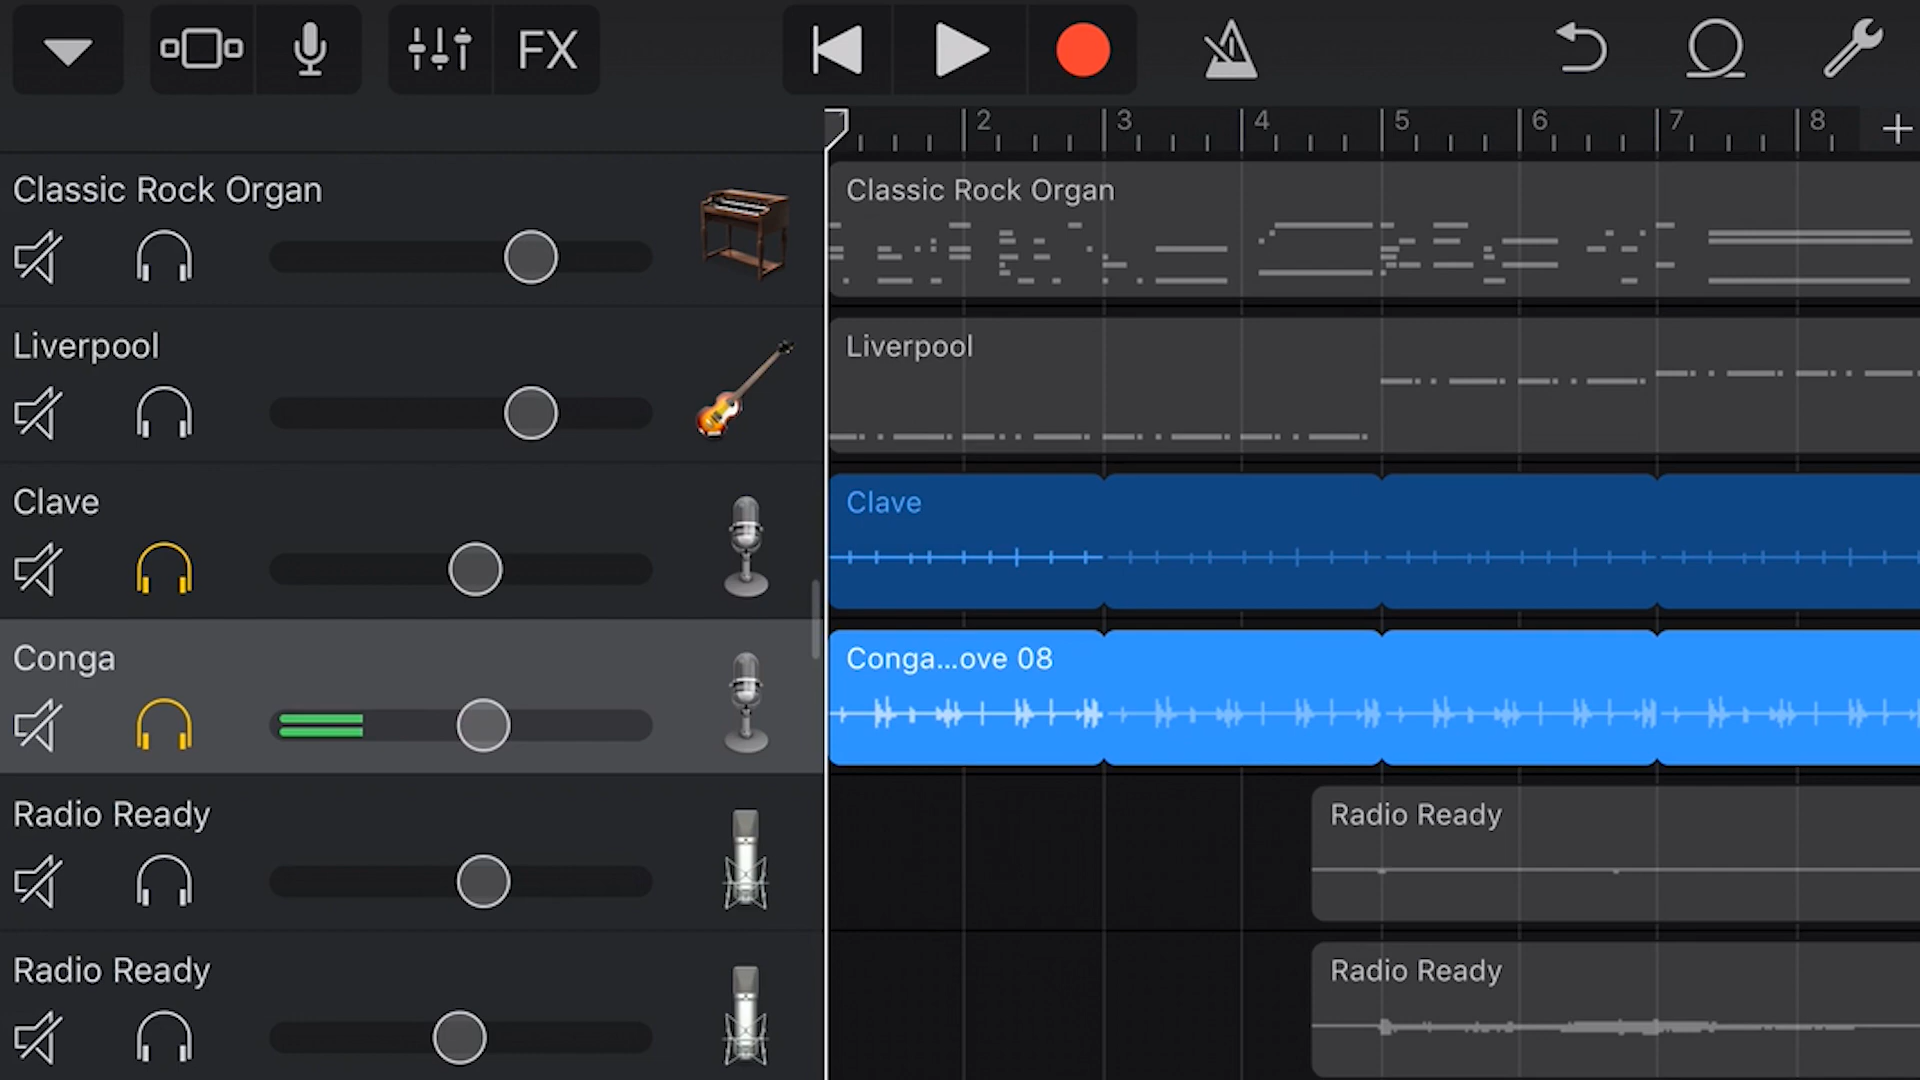 FX
2 3 4 5 6 7 8
Classic Rock Organ
Classic Rock Organ
Liverpool
Liverpool
Clave
Clave
Conga
Conga...ove 08
Radio Ready
Radio Ready
Radio Ready
Radio Ready